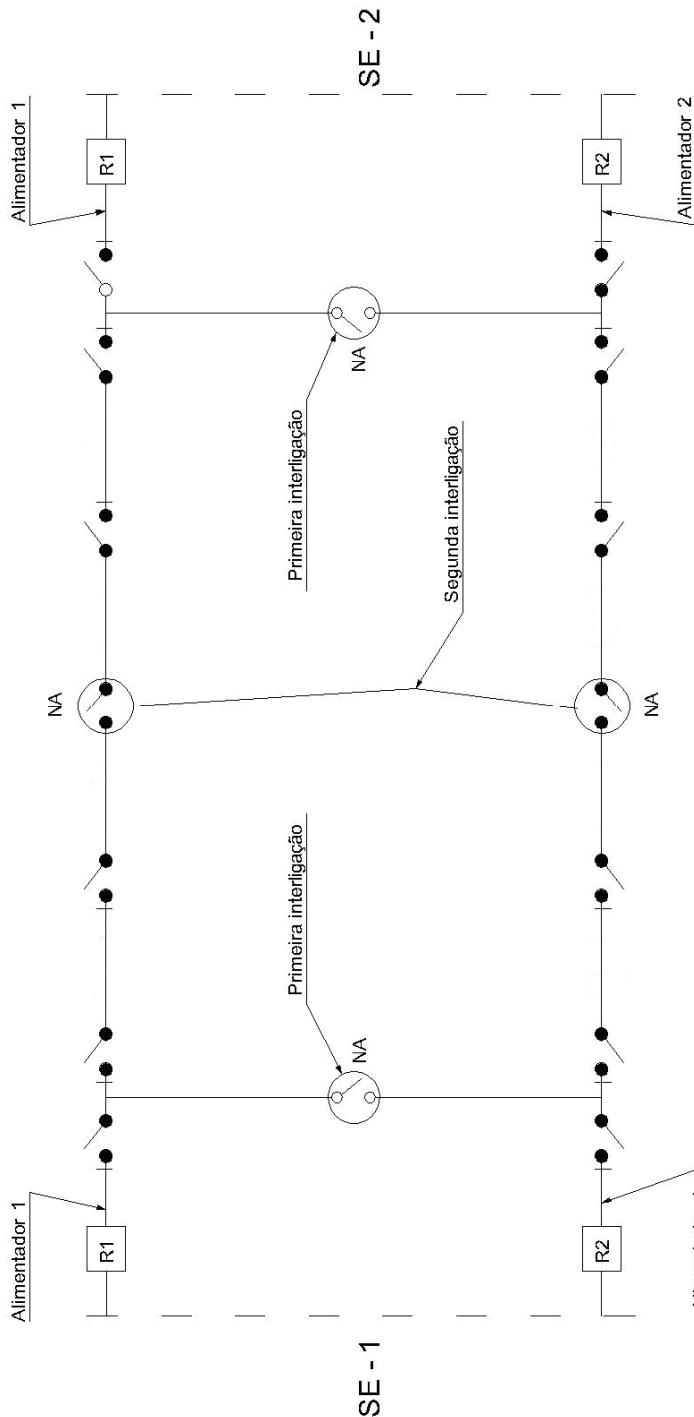 Alimentador 1
Alimentador 1
NA
R1
R1
Primeira interligação
Primeira interligação
NA
NA
SE - 1
SE - 2
Segunda interligação
R2
R2
NA
Alimentador 2